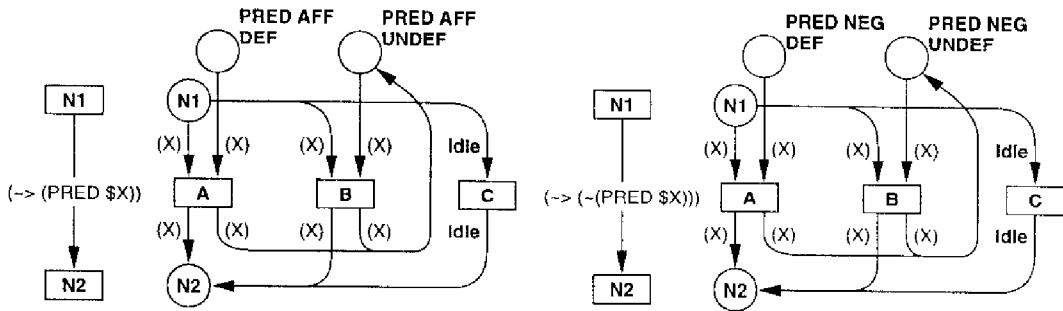 PRED AFF
DEF
PRED AFF
UNDEF
N1
N1
(X)
(X)
(X)
(X)
Idle
(~> (PRED $X))
A
B
C
(X)
(X)
(X)
(X)
Idle
N2
N2
PRED NEG
DEF
PRED NEG
UNDEF
N1
N1
(X)
(X)
(X)
(X)
Idle
(~> (~(PRED $X)))
A
B
C
(X)
(X)
(X)
(X)
Idle
N2
N2